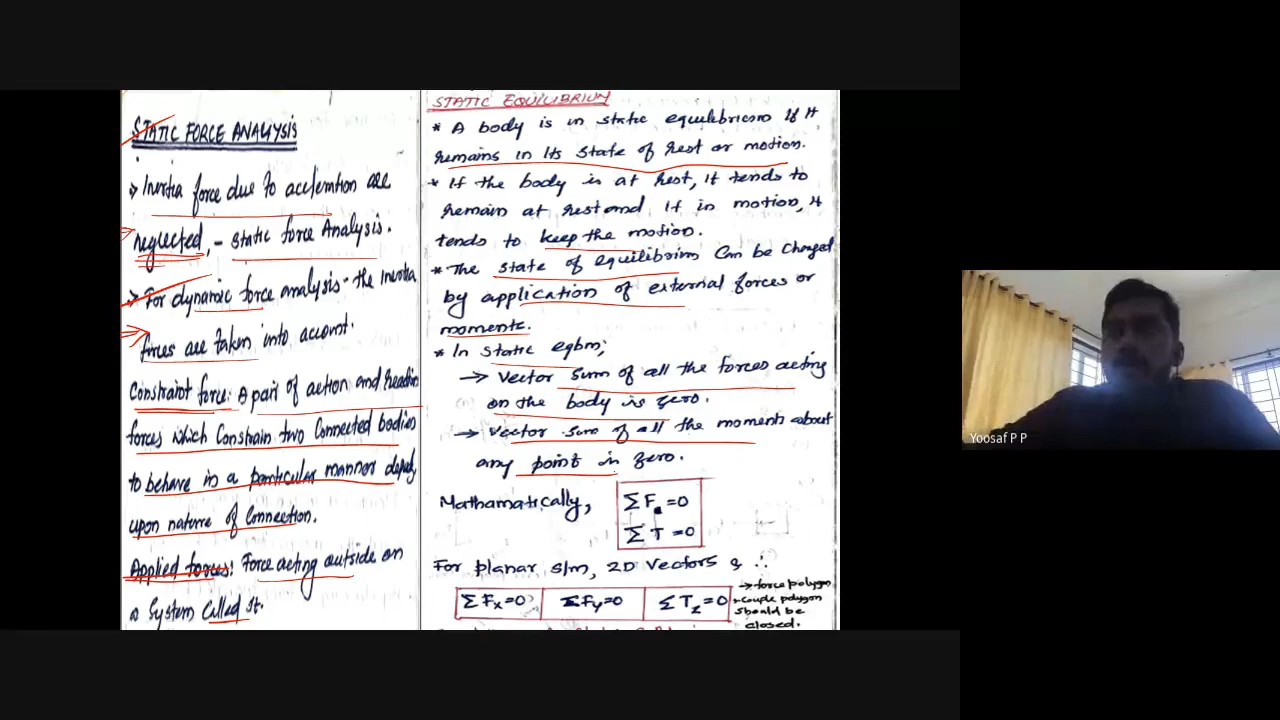 STATIC FORCE ANALYSIS
→ Inertia force due to acceleration are
neglected, - static force Analysis.
→ For dynamic force analysis - the inertia
forces are taken into account.
Constraint force: A pair of action and reaction
forces which constrain two connected bodies
to behave in a particular manner
upon nature of Connection.
Applied forces: Force acting outside on
a System Called it.
STATIC EQUILIBRIUM
* A body is in static equilibrium if it
remains in its state of rest or motion.
* If the body is at rest, it tends to
remain at rest and if in motion, it
tends to keep the motion.
* The state of equilibrium can be changed
by application of external forces or
moments.
* In static eqbm;
→ Vector sum of all the forces acting
on the body is zero.
→ Vector sum of all the moments about
any point is zero.
Mathamatically,
ΣF =0
ΣT =0
For planar s/m, 2D vectors & ∴
ΣFx=0 ΣFy=0 ΣTz=0
→ force polygon
couple polygon
should be
closed.
Yoosaf P P